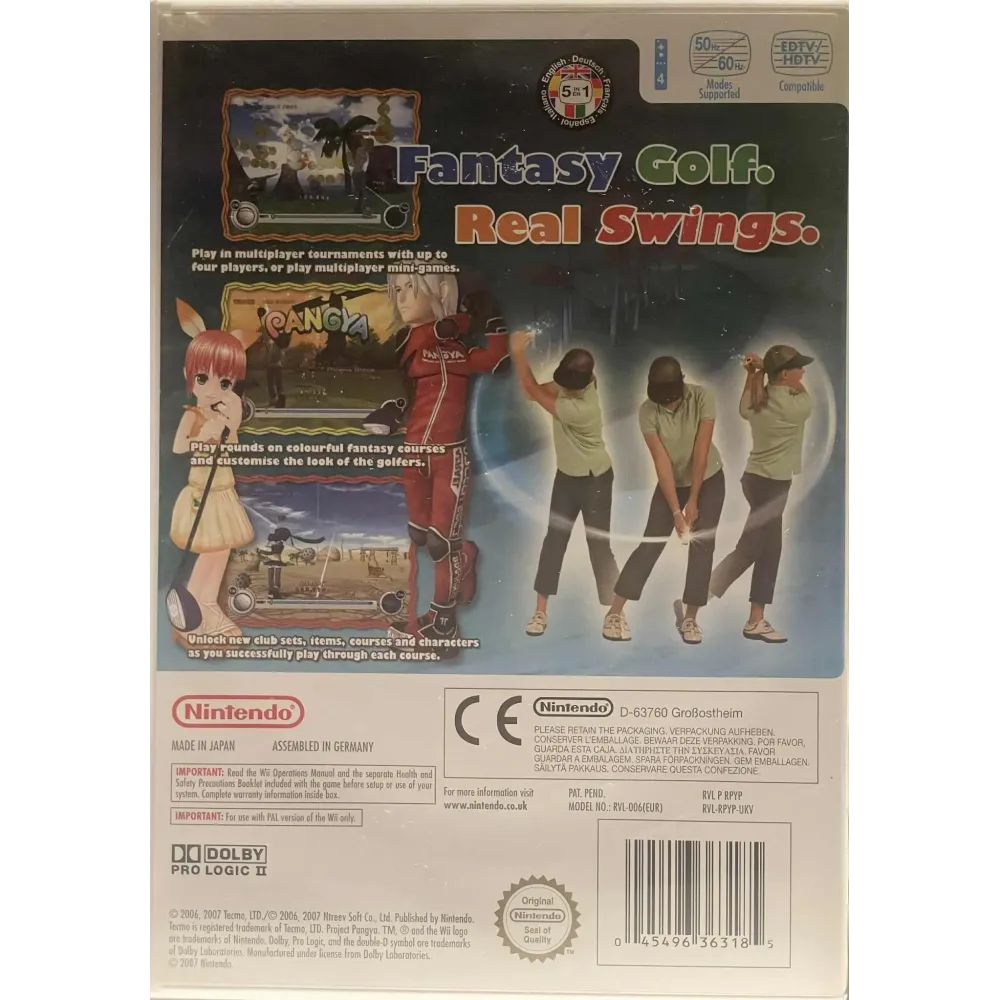 50Hz
60Hz
Modes
Supported
EDTV/
HDTV
Compatible
4
English · Deutsch · Français · Español · Italiano
5 IN EN 1
Fantasy Golf.
Real Swings.
Play in multiplayer tournaments with up to
four players, or play multiplayer mini-games.
PANGYA
PANGYA
Play rounds on colourful fantasy courses
and customise the look of the golfers.
Unlock new club sets, items, courses and characters
as you successfully play through each course.
Nintendo®
MADE IN JAPAN ASSEMBLED IN GERMANY
IMPORTANT: Read the Wii Operations Manual and the separate Health and
Safety Precautions Booklet included with the game before setup or use of your
system. Complete warranty information inside box.
IMPORTANT: For use with PAL version of the Wii only.
CE Nintendo® D-63760 Großostheim
PLEASE RETAIN THE PACKAGING. VERPACKUNG AUFHEBEN.
CONSERVER L'EMBALLAGE. BEWAAR DEZE VERPAKKING. POR FAVOR,
GUARDA ESTA CAJA. ΔΙΑΤΗΡΗΣΤΕ ΤΗΝ ΣΥΣΚΕΥΑΣΙΑ. FAVOR
GUARDAR A EMBALAGEM. SPARA FÖRPACKNINGEN. GEM EMBALLAGEN.
SÄILYTÄ PAKKAUS. CONSERVARE QUESTA CONFEZIONE.
For more information visit
www.nintendo.co.uk
PAT. PEND. RVL P RPYP
MODEL NO.: RVL-006(EUR) RVL-RPYP-UKV
DOLBY
PRO LOGIC II
© 2006, 2007 Tecmo, LTD./© 2006, 2007 Ntreev Soft Co., Ltd. Published by Nintendo.
Tecmo is registered trademark of Tecmo, LTD. Project Pangya. TM, ® and the Wii logo
are trademarks of Nintendo. Dolby, Pro Logic, and the double-D symbol are trademarks
of Dolby Laboratories. Manufactured under license from Dolby Laboratories.
© 2007 Nintendo.
Original
Nintendo®
Seal of
Quality
TM
0 45496 36318 5